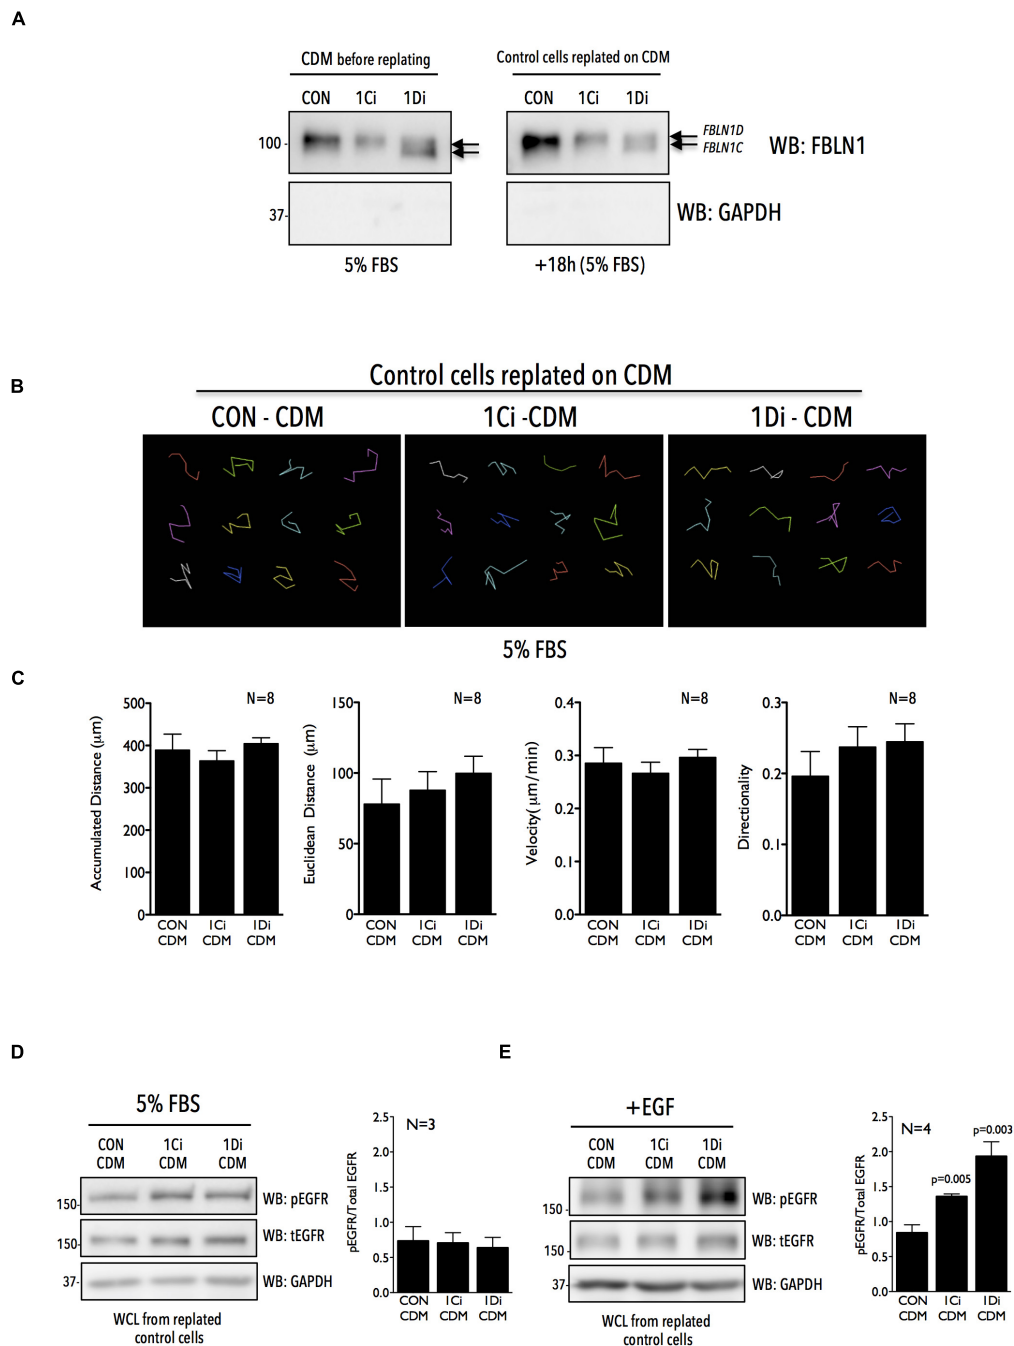 A
CDM before replating
Control cells replated on CDM
CON 1Ci 1Di
CON 1Ci 1Di
100
FBLN1D
FBLN1C
WB: FBLN1
37
WB: GAPDH
5% FBS
+18h (5% FBS)
B
Control cells replated on CDM
CON - CDM
1Ci -CDM
1Di - CDM
5% FBS
C
Accumulated Distance (μm)
500
400
300
200
100
0
N=8
CON CDM
1Ci CDM
1Di CDM
Euclidean Distance (μm)
150
100
50
0
N=8
CON CDM
1Ci CDM
1Di CDM
Velocity( μm/min)
0.4
0.3
0.2
0.1
0.0
N=8
CON CDM
1Ci CDM
1Di CDM
Directionality
0.3
0.2
0.1
0.0
N=8
CON CDM
1Ci CDM
1Di CDM
D
5% FBS
CON CDM
1Ci CDM
1Di CDM
150
WB: pEGFR
150
WB: tEGFR
37
WB: GAPDH
WCL from replated
control cells
pEGFR/Total EGFR
2.5
2.0
1.5
1.0
0.5
0.0
N=3
CON CDM
1Ci CDM
1Di CDM
E
+EGF
CON CDM
1Ci CDM
1Di CDM
150
WB: pEGFR
150
WB: tEGFR
37
WB: GAPDH
WCL from replated
control cells
pEGFR/Total EGFR
2.5
2.0
1.5
1.0
0.5
0.0
N=4
p=0.005
p=0.003
CON CDM
1Ci CDM
1Di CDM